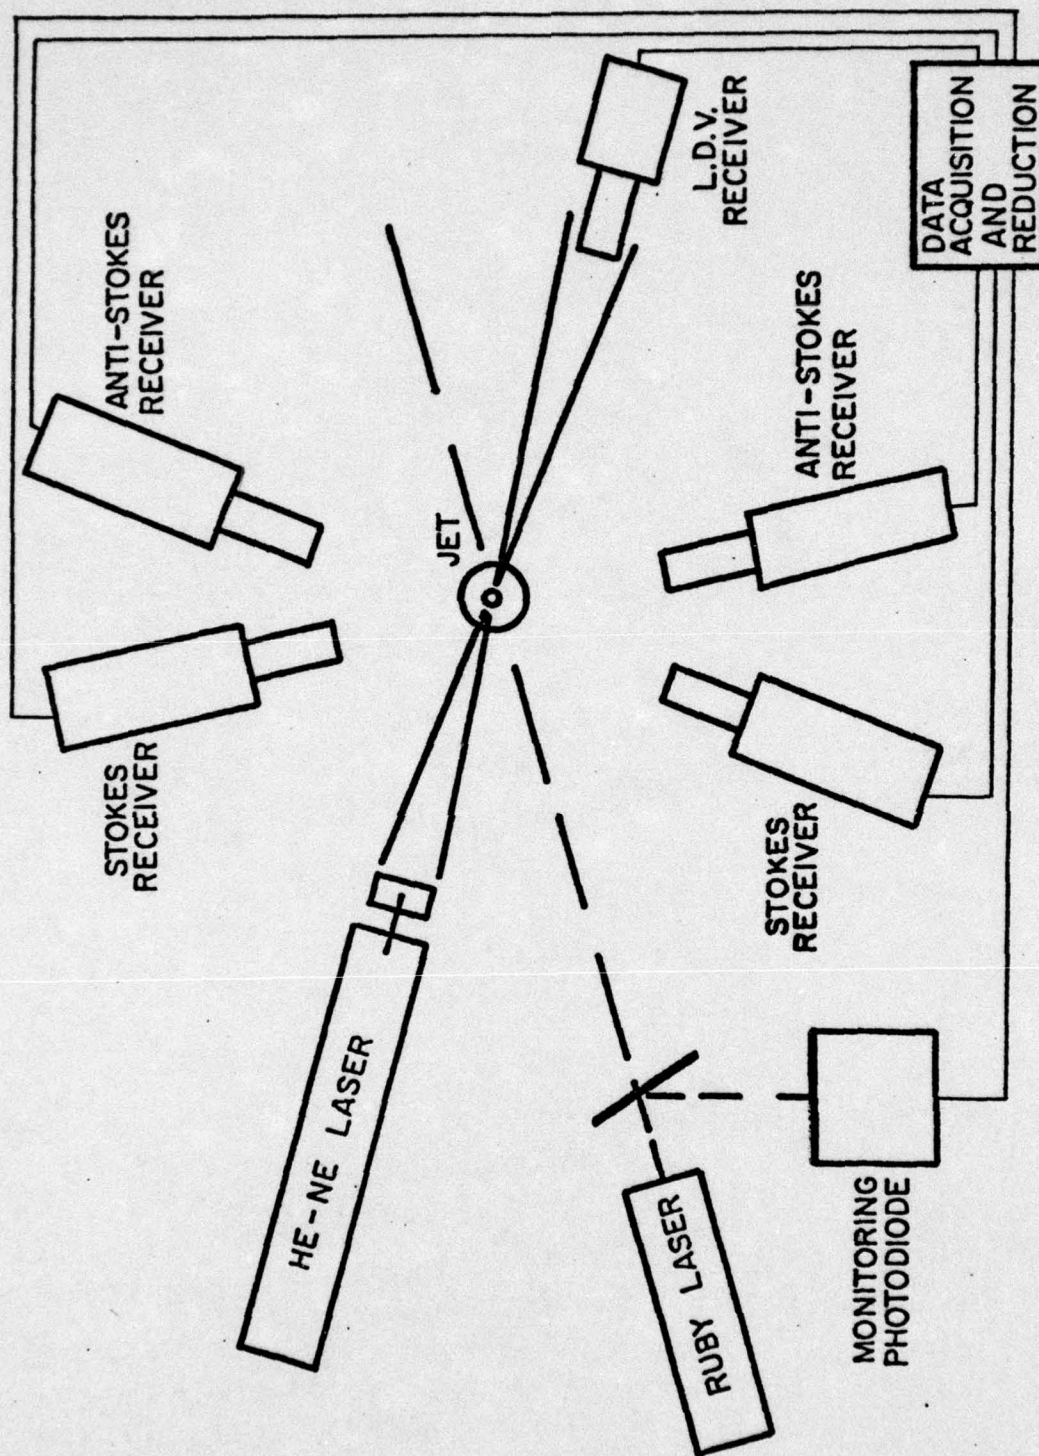 ANTI-STOKES
RECEIVER
STOKES
RECEIVER
JET
L.D.V.
RECEIVER
HE-NE LASER
ANTI-STOKES
RECEIVER
STOKES
RECEIVER
RUBY LASER
MONITORING
PHOTODIODE
DATA
ACQUISITION
AND
REDUCTION